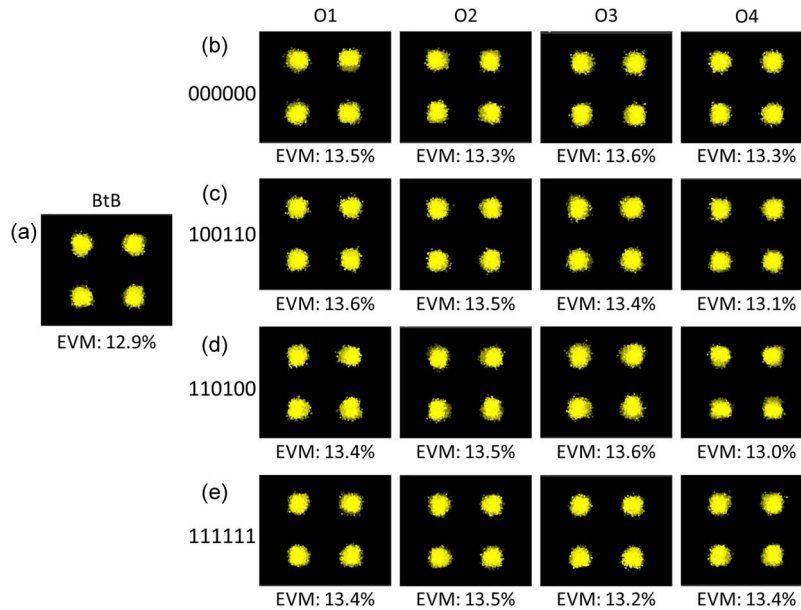 O1 O2 O3 O4
(b)
000000
EVM: 13.5% EVM: 13.3% EVM: 13.6% EVM: 13.3%
(a)
BtB
EVM: 12.9%
(c)
100110
EVM: 13.6% EVM: 13.5% EVM: 13.4% EVM: 13.1%
(d)
110100
EVM: 13.4% EVM: 13.5% EVM: 13.6% EVM: 13.0%
(e)
111111
EVM: 13.4% EVM: 13.5% EVM: 13.2% EVM: 13.4%